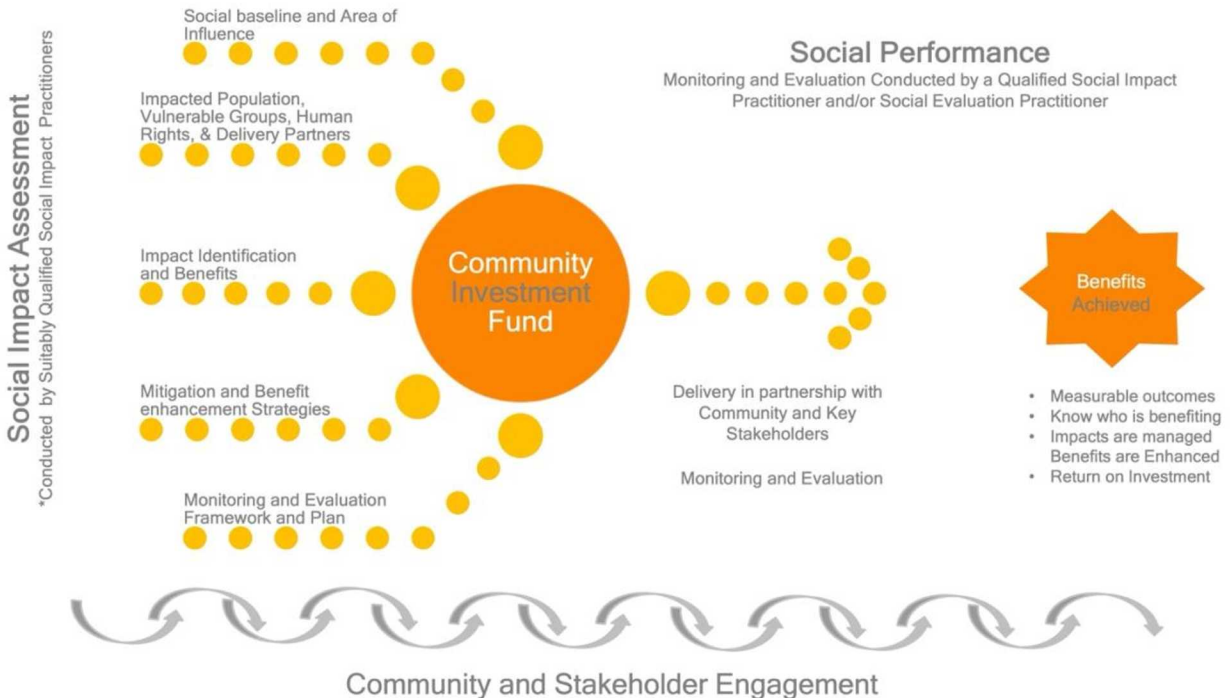 Social Impact Assessment
*Conducted by Suitably Qualified Social Impact Practitioners
Social baseline and Area of
Influence
Impacted Population,
Vulnerable Groups, Human
Rights, & Delivery Partners
Impact Identification
and Benefits
Mitigation and Benefit
enhancement Strategies
Monitoring and Evaluation
Framework and Plan
Community
Investment
Fund
Social Performance
Monitoring and Evaluation Conducted by a Qualified Social Impact
Practitioner and/or Social Evaluation Practitioner
Delivery in partnership with
Community and Key
Stakeholders
Monitoring and Evaluation
Benefits
Achieved
• Measurable outcomes
• Know who is benefiting
• Impacts are managed
Benefits are Enhanced
• Return on Investment
Community and Stakeholder Engagement